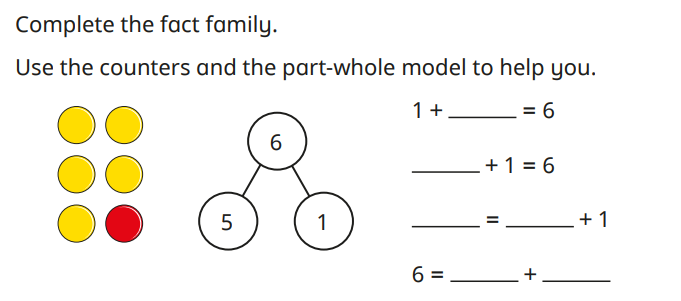 Complete the fact family.
Use the counters and the part-whole model to help you.
6
5
1
1 + ______ = 6
______ + 1 = 6
______ = ______ + 1
6 = ______ + ______